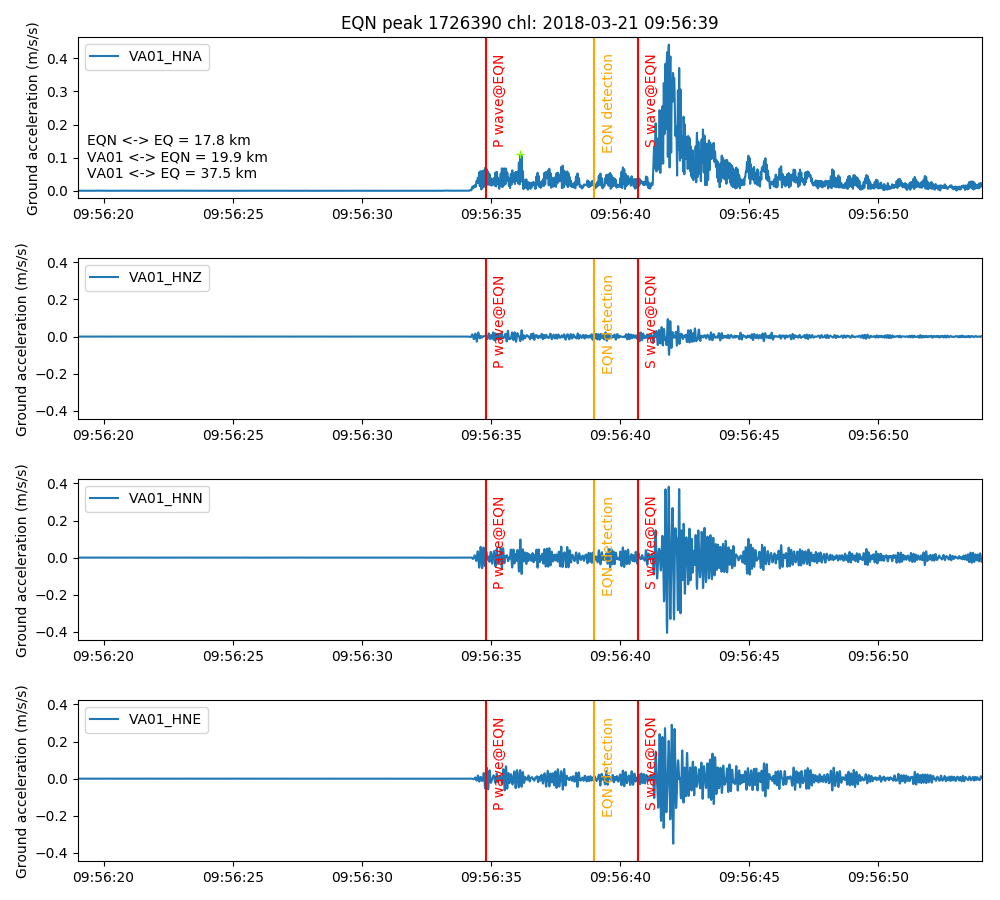 EQN peak 1726390 chl: 2018-03-21 09:56:39
Ground acceleration (m/s/s)
0.4
0.3
0.2
0.1
0.0
VA01_HNA
EQN <-> EQ = 17.8 km
VA01 <-> EQN = 19.9 km
VA01 <-> EQ = 37.5 km
P wave@EQN
EQN detection
S wave@EQN
09:56:20 09:56:25 09:56:30 09:56:35 09:56:40 09:56:45 09:56:50
Ground acceleration (m/s/s)
0.4
0.2
0.0
−0.2
−0.4
VA01_HNZ
P wave@EQN
EQN detection
S wave@EQN
09:56:20 09:56:25 09:56:30 09:56:35 09:56:40 09:56:45 09:56:50
Ground acceleration (m/s/s)
0.4
0.2
0.0
−0.2
−0.4
VA01_HNN
P wave@EQN
EQN detection
S wave@EQN
09:56:20 09:56:25 09:56:30 09:56:35 09:56:40 09:56:45 09:56:50
Ground acceleration (m/s/s)
0.4
0.2
0.0
−0.2
−0.4
VA01_HNE
P wave@EQN
EQN detection
S wave@EQN
09:56:20 09:56:25 09:56:30 09:56:35 09:56:40 09:56:45 09:56:50